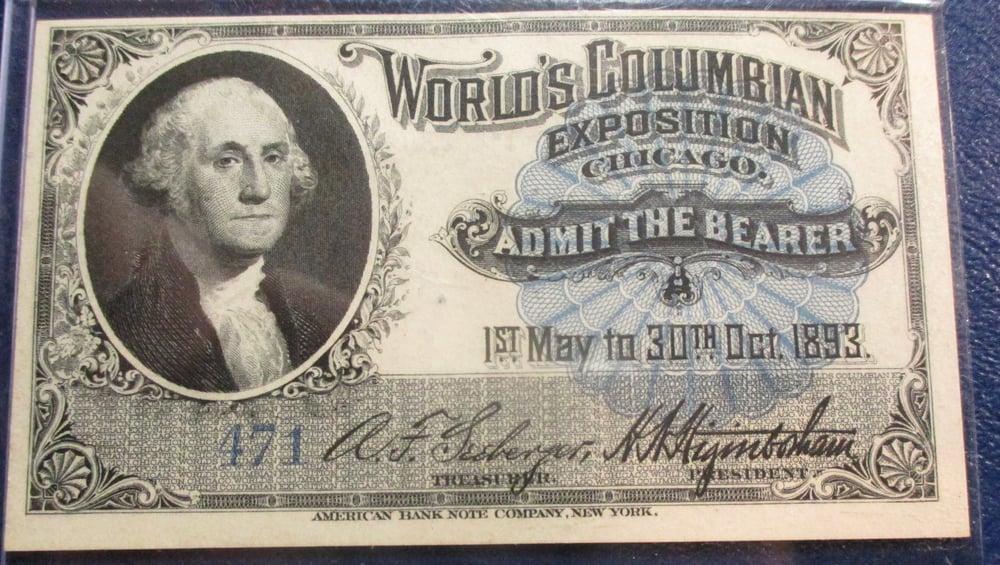 WORLD'S COLUMBIAN
EXPOSITION
CHICAGO.
ADMIT THE BEARER
1ST May to 30TH Oct. 1893.
471
A. F. Seeberger,
TREASURER.
H. N. Higinbotham
PRESIDENT
AMERICAN BANK NOTE COMPANY, NEW YORK.